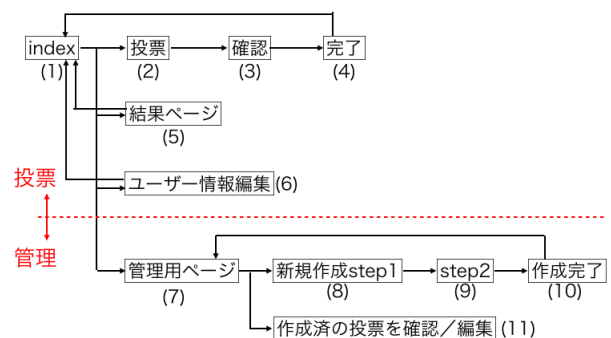 index
投票
確認
完了
(1)
(2)
(3)
(4)
結果ページ
(5)
投票
ユーザー情報編集(6)
管理
管理用ページ
新規作成step1
step2
作成完了
(7)
(8)
(9)
(10)
作成済の投票を確認／編集 (11)